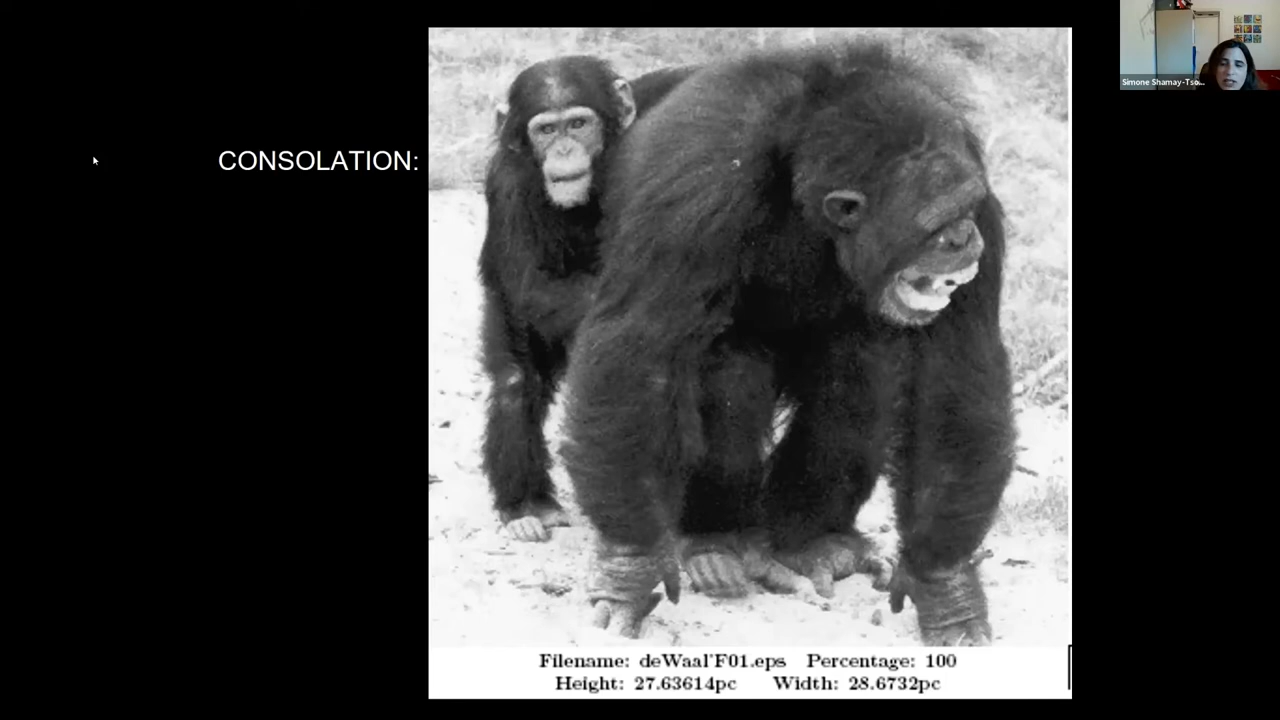 Simone Shamay-Tso...
CONSOLATION:
Filename: deWaal'F01.eps Percentage: 100
Height: 27.63614pc Width: 28.6732pc